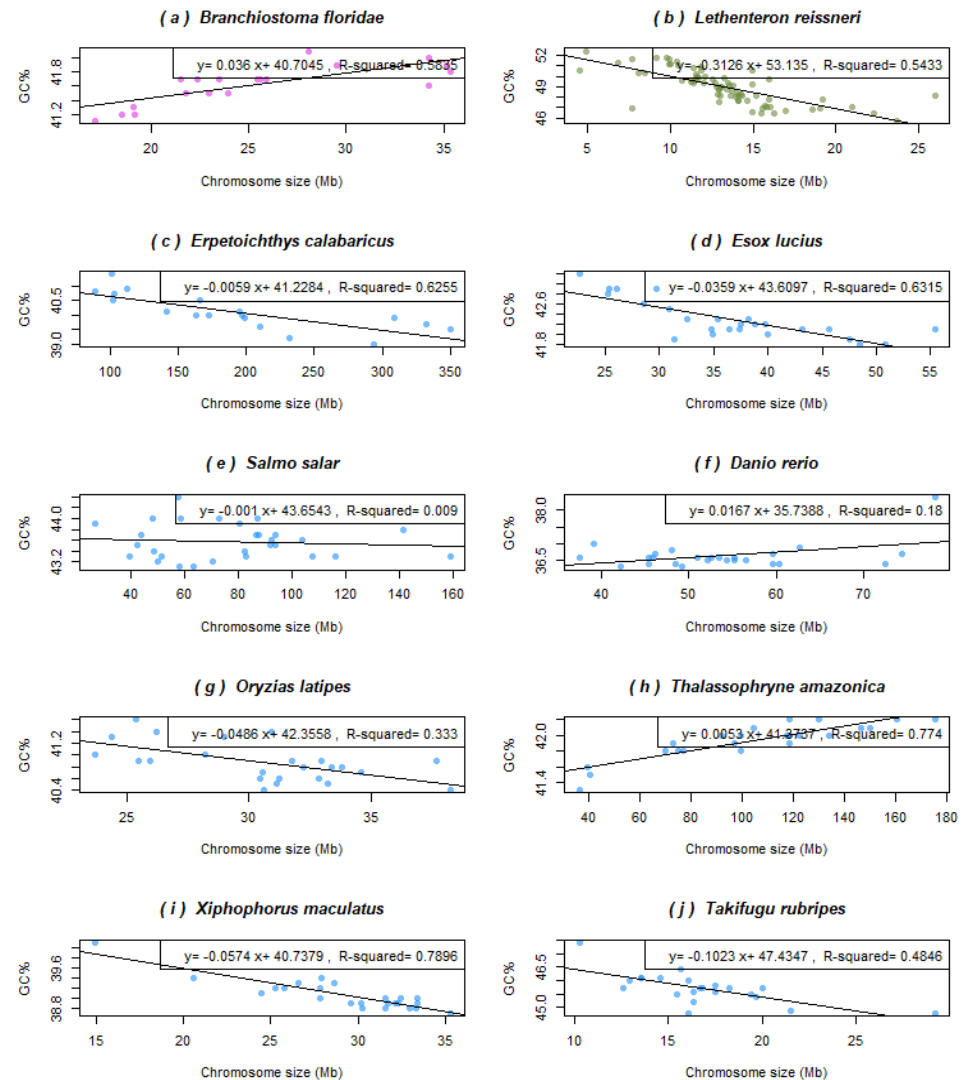 ( a ) Branchiostoma floridae
( b ) Lethenteron reissneri
y= 0.036 x+ 40.7045 , R-squared= 0.5835
y= -0.3126 x+ 53.135 , R-squared= 0.5433
GC%
41.2 41.8
GC%
46 49 52
20 25 30 35
5 10 15 20 25
Chromosome size (Mb)
Chromosome size (Mb)
( c ) Erpetoichthys calabaricus
( d ) Esox lucius
y= -0.0059 x+ 41.2284 , R-squared= 0.6255
y= -0.0359 x+ 43.6097 , R-squared= 0.6315
GC%
39.0 40.5
GC%
41.8 42.6
100 150 200 250 300 350
25 30 35 40 45 50 55
Chromosome size (Mb)
Chromosome size (Mb)
( e ) Salmo salar
( f ) Danio rerio
y= -0.001 x+ 43.6543 , R-squared= 0.009
y= 0.0167 x+ 35.7388 , R-squared= 0.18
GC%
43.2 44.0
GC%
36.5 38.0
40 60 80 100 120 140 160
40 50 60 70
Chromosome size (Mb)
Chromosome size (Mb)
( g ) Oryzias latipes
( h ) Thalassophryne amazonica
y= -0.0486 x+ 42.3558 , R-squared= 0.333
y= 0.0053 x+ 41.3737 , R-squared= 0.774
GC%
40.4 41.2
GC%
41.4 42.0
25 30 35
40 60 80 100 120 140 160 180
Chromosome size (Mb)
Chromosome size (Mb)
( i ) Xiphophorus maculatus
( j ) Takifugu rubripes
y= -0.0574 x+ 40.7379 , R-squared= 0.7896
y= -0.1023 x+ 47.4347 , R-squared= 0.4846
GC%
38.8 39.6
GC%
45.0 46.5
15 20 25 30 35
10 15 20 25
Chromosome size (Mb)
Chromosome size (Mb)